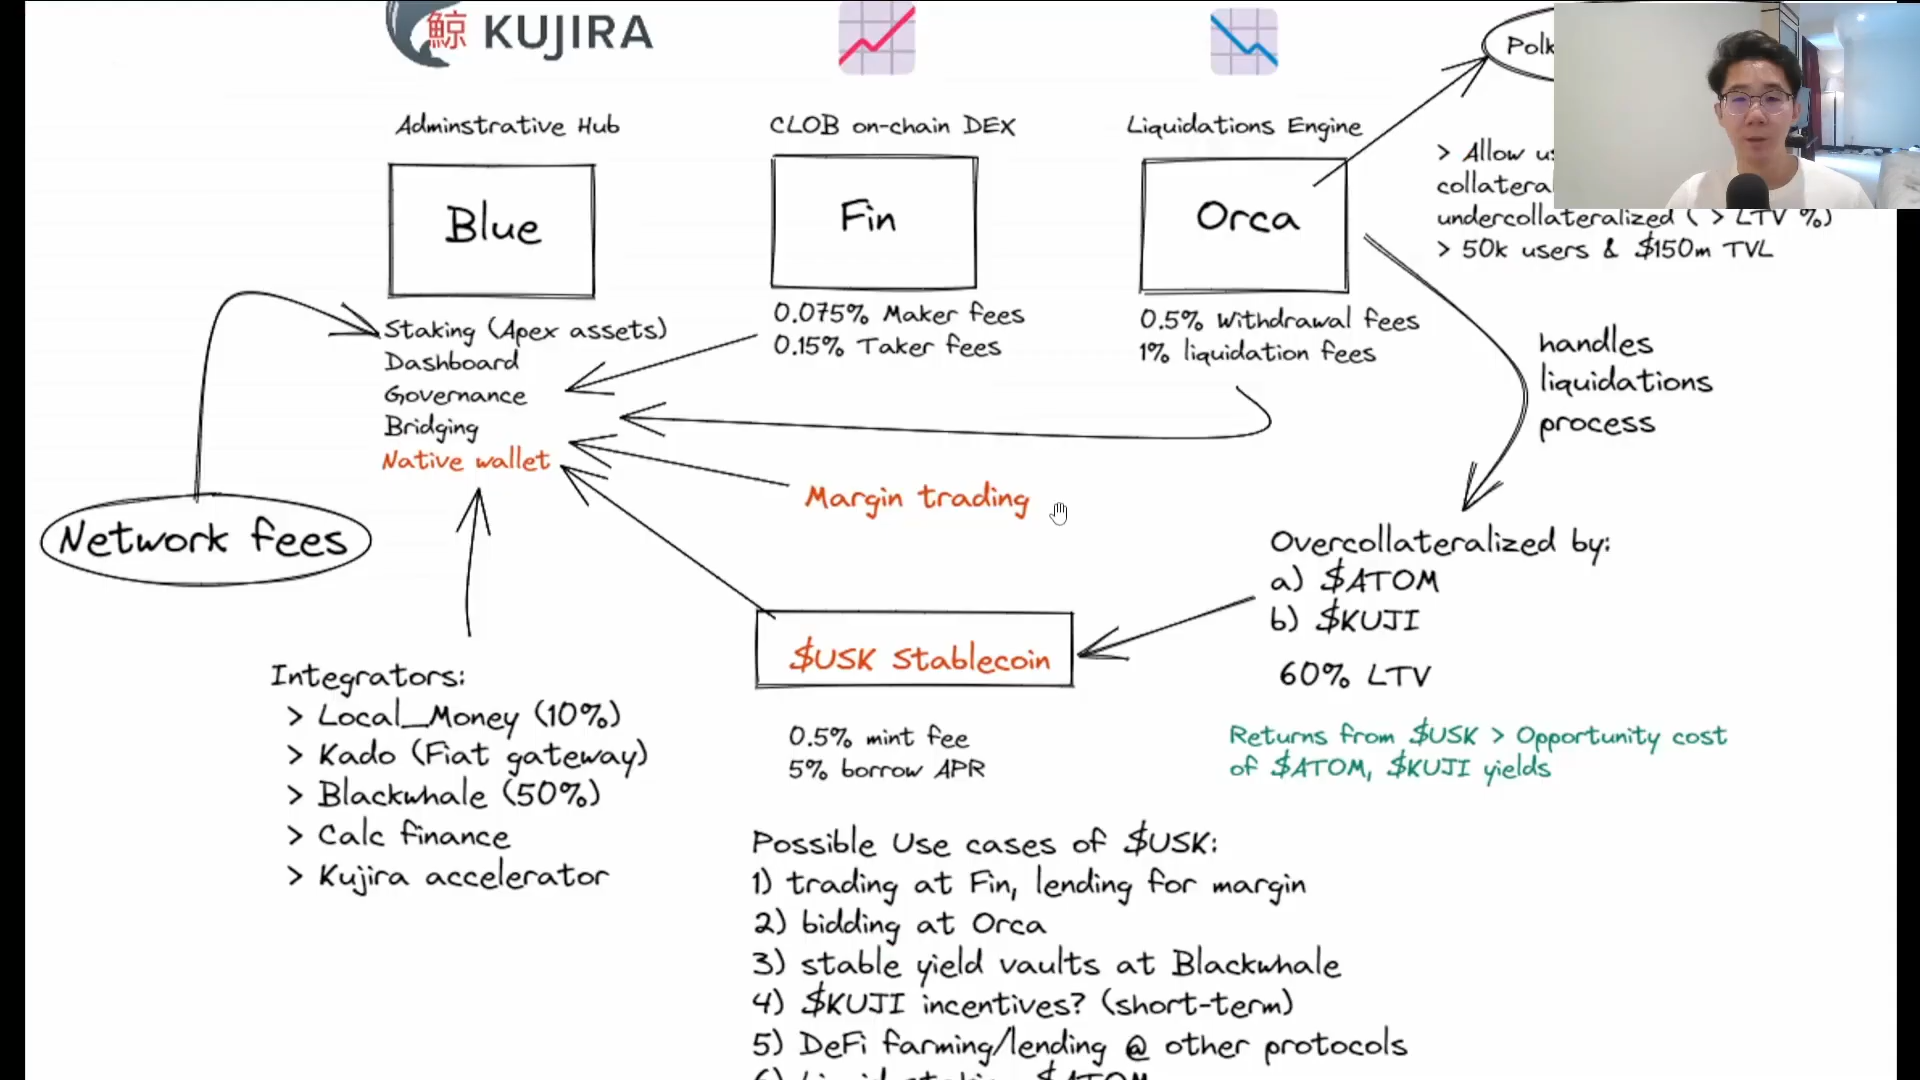 鯨 KUJIRA
Adminstrative Hub
Blue
Staking (Apex assets)
Dashboard
Governance
Bridging
Native wallet
Network fees
Integrators:
> Local_Money (10%)
> Kado (Fiat gateway)
> Blackwhale (50%)
> Calc finance
> Kujira accelerator
CLOB on-chain DEX
Fin
0.075% Maker fees
0.15% Taker fees
Margin trading
$USK Stablecoin
0.5% mint fee
5% borrow APR
Possible Use cases of $USK:
1) trading at Fin, lending for margin
2) bidding at Orca
3) stable yield vaults at Blackwhale
4) $KUJI incentives? (short-term)
5) DeFi farming/lending @ other protocols
$ATOM
Liquidations Engine
Orca
0.5% Withdrawal fees
1% liquidation fees
> Allow
undercollateralized ( > LTV %)
> 50k users & $150m TVL
handles
liquidations
process
Overcollateralized by:
a) $ATOM
b) $KUJI
60% LTV
Returns from $USK > Opportunity cost
of $ATOM, $KUJI yields